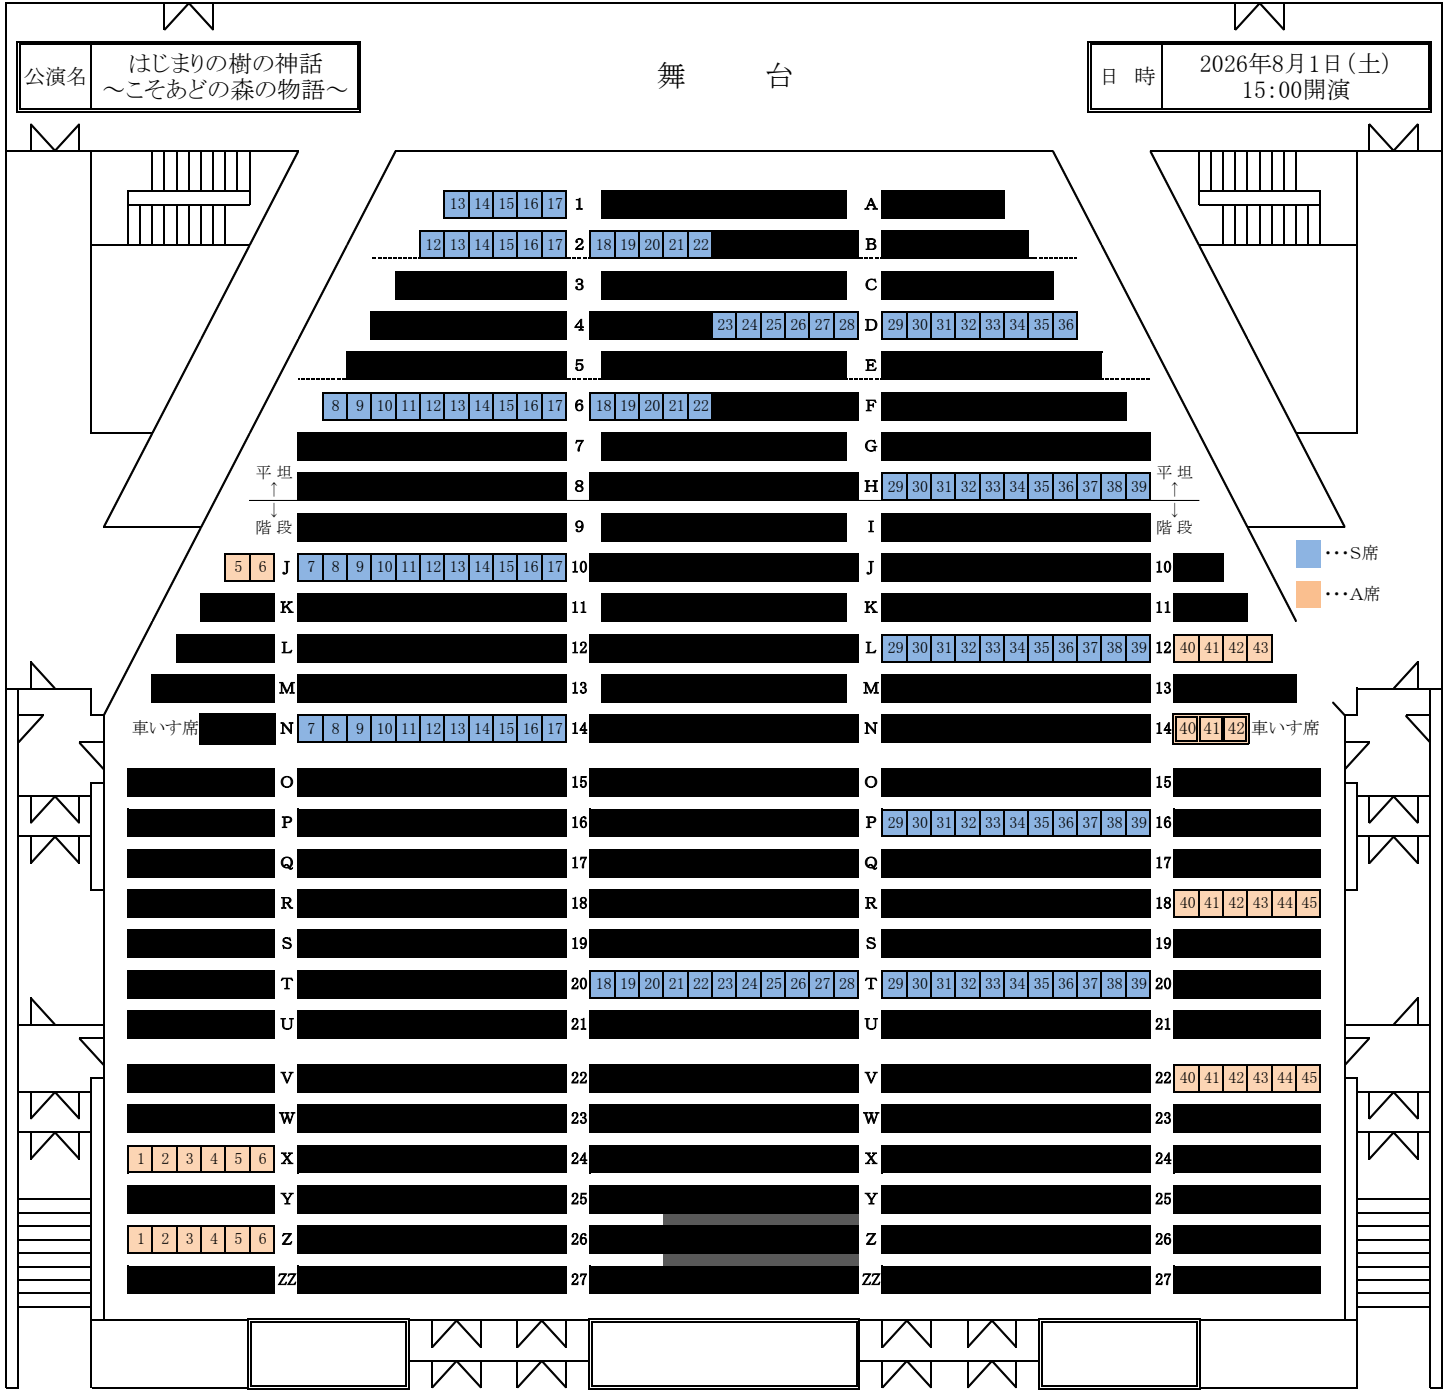 公演名
はじまりの樹の神話
～こそあどの森の物語～
舞 台
日 時
2026年8月1日(土)
15:00開演
13 14 15 16 17 1 A
12 13 14 15 16 17 2 18 19 20 21 22 B
3 C
4 23 24 25 26 27 28 D 29 30 31 32 33 34 35 36
5 E
8 9 10 11 12 13 14 15 16 17 6 18 19 20 21 22 F
7 G
平 坦 ↑ 8 H 29 30 31 32 33 34 35 36 37 38 39 平 坦 ↑
↓ 階 段 9 I ↓ 階 段
5 6 J 7 8 9 10 11 12 13 14 15 16 17 10 J 10
･･･S席
K 11 K 11
･･･A席
L 12 L 29 30 31 32 33 34 35 36 37 38 39 12 40 41 42 43
M 13 M 13
車いす席 N 7 8 9 10 11 12 13 14 15 16 17 14 N 14 40 41 42 車いす席
O 15 O 15
P 16 P 29 30 31 32 33 34 35 36 37 38 39 16
Q 17 Q 17
R 18 R 18 40 41 42 43 44 45
S 19 S 19
T 20 18 19 20 21 22 23 24 25 26 27 28 T 29 30 31 32 33 34 35 36 37 38 39 20
U 21 U 21
V 22 V 22 40 41 42 43 44 45
W 23 W 23
1 2 3 4 5 6 X 24 X 24
Y 25 Y 25
1 2 3 4 5 6 Z 26 Z 26
ZZ 27 ZZ 27